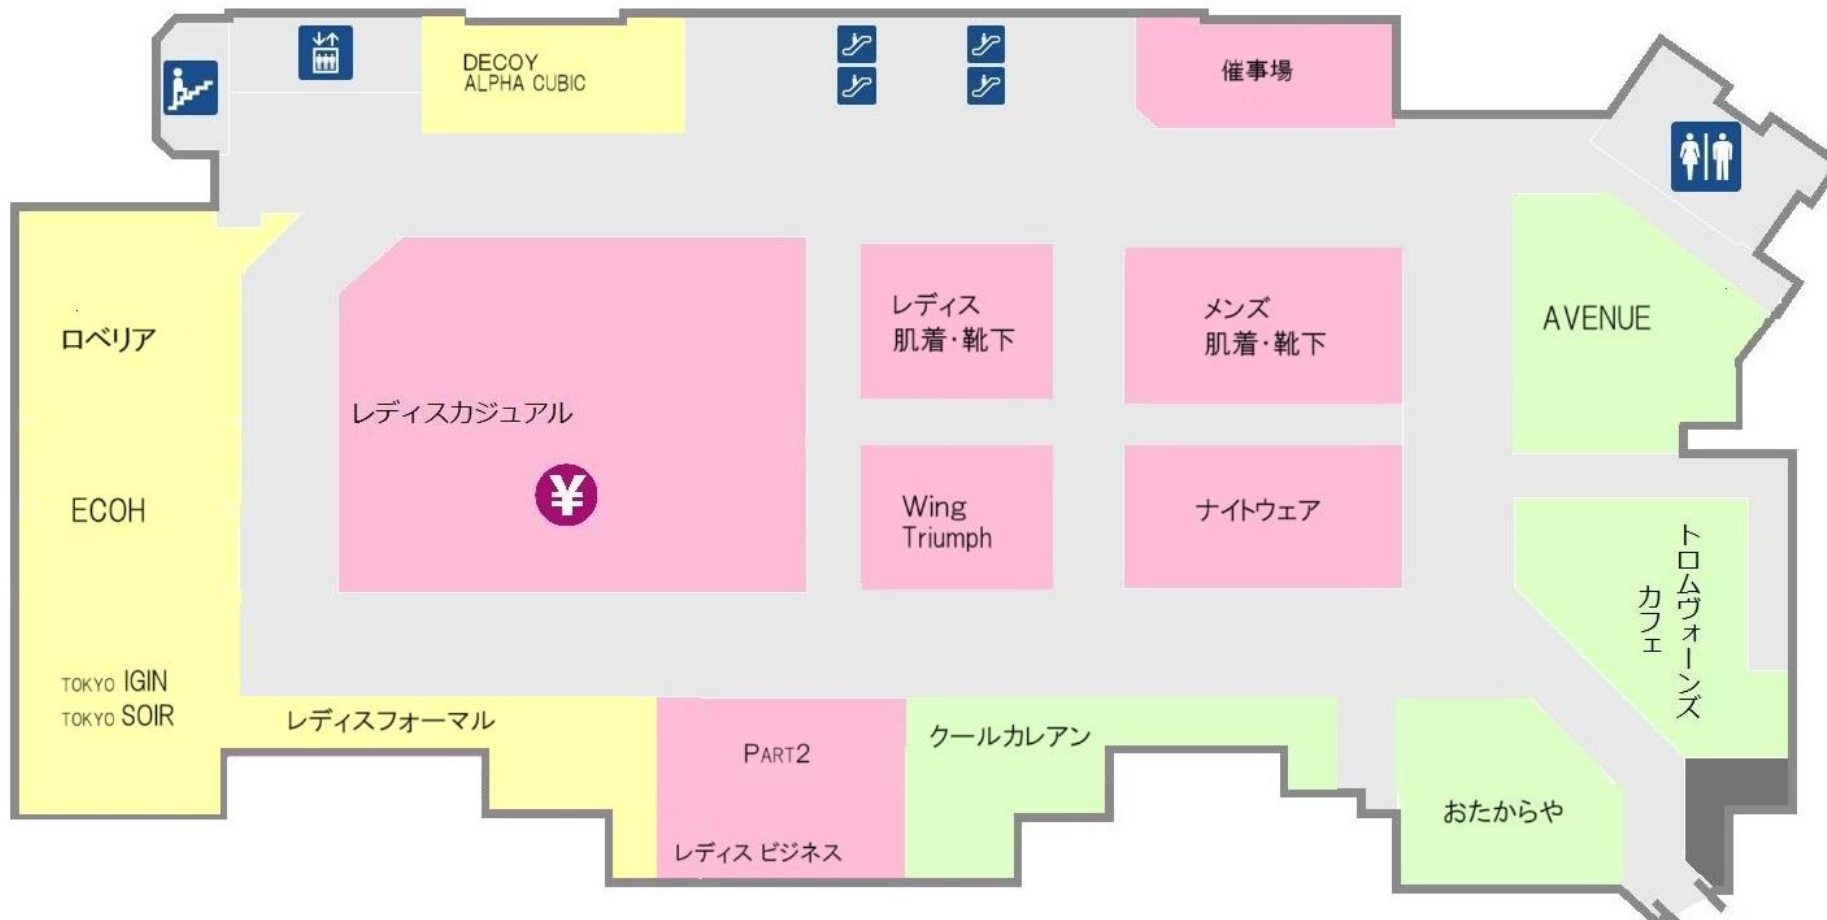 DECOY
ALPHA CUBIC
催事場
ロベリア
レディスカジュアル
¥
レディス
肌着・靴下
メンズ
肌着・靴下
AVENUE
ECOH
Wing
Triumph
ナイトウェア
トロムヴォーンズ
カフェ
TOKYO IGIN
TOKYO SOIR
レディスフォーマル
PART2
レディス ビジネス
クールカレアン
おたからや